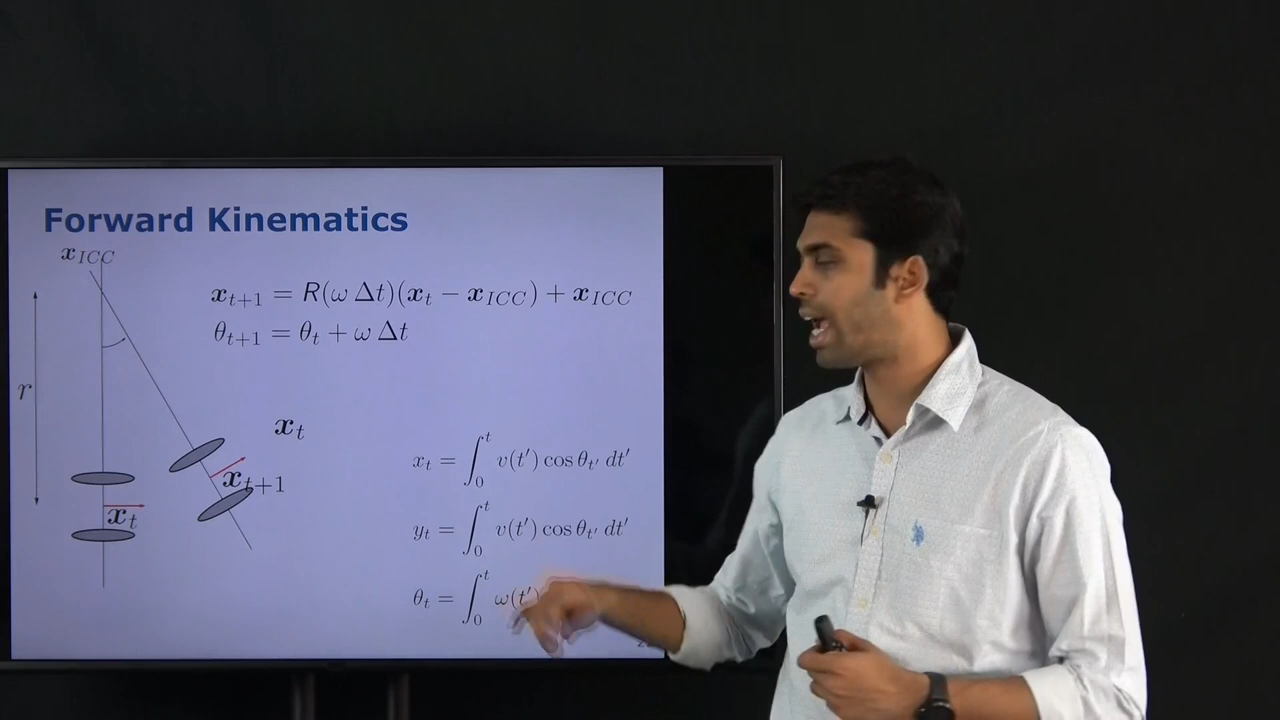 Forward Kinematics
x_ICC
x_{t+1} = R(ω Δt)(x_t − x_ICC) + x_ICC
θ_{t+1} = θ_t + ω Δt
r
x_t
x_{t+1}
x_t
x_t = ∫_0^t v(t′) cos θ_{t′} dt′
y_t = ∫_0^t v(t′) cos θ_{t′} dt′
θ_t = ∫_0^t ω(t′)